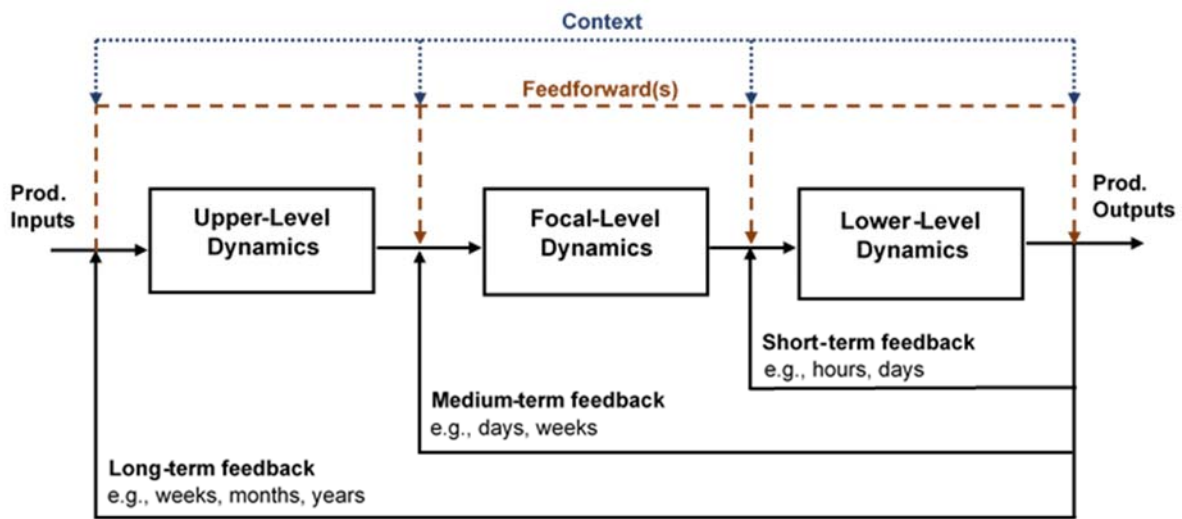 Context
Feedforward(s)
Prod.
Inputs
Upper-Level
Dynamics
Focal-Level
Dynamics
Lower-Level
Dynamics
Prod.
Outputs
Short-term feedback
e.g., hours, days
Medium-term feedback
e.g., days, weeks
Long-term feedback
e.g., weeks, months, years